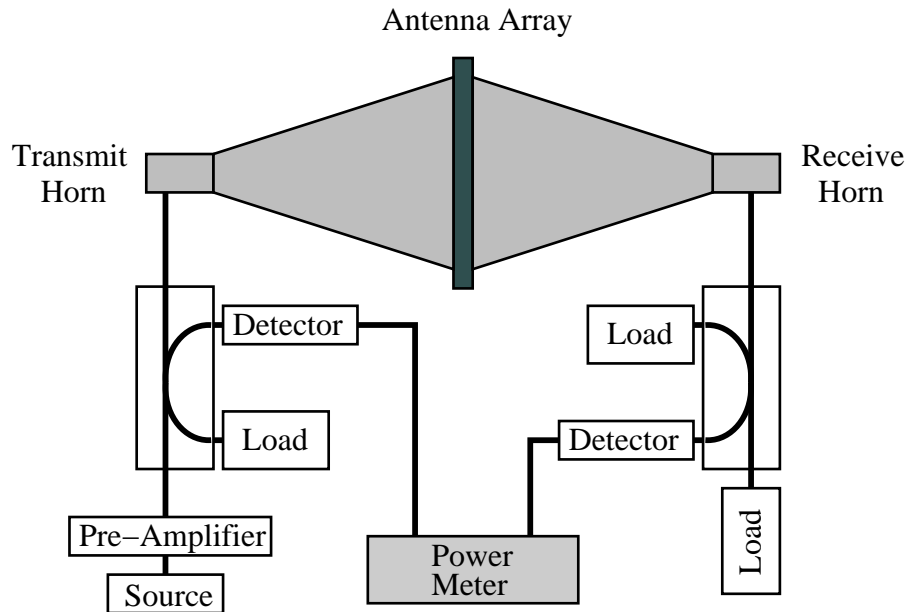 Antenna Array
Transmit
Horn
Receive
Horn
Detector
Load
Load
Detector
Pre−Amplifier
Source
Power
Meter
Load